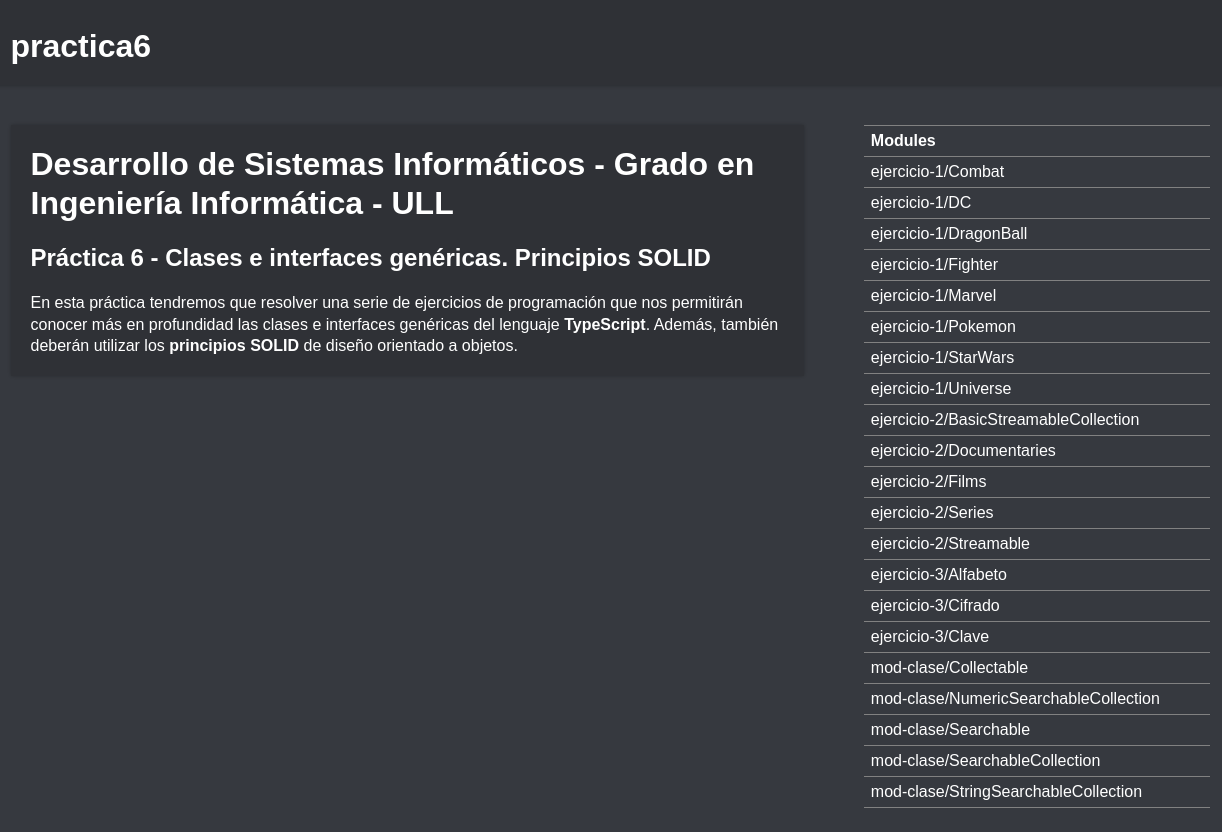 practica6
Desarrollo de Sistemas Informáticos - Grado en
Ingeniería Informática - ULL
Práctica 6 - Clases e interfaces genéricas. Principios SOLID
En esta práctica tendremos que resolver una serie de ejercicios de programación que nos permitirán
conocer más en profundidad las clases e interfaces genéricas del lenguaje TypeScript. Además, también
deberán utilizar los principios SOLID de diseño orientado a objetos.
Modules
ejercicio-1/Combat
ejercicio-1/DC
ejercicio-1/DragonBall
ejercicio-1/Fighter
ejercicio-1/Marvel
ejercicio-1/Pokemon
ejercicio-1/StarWars
ejercicio-1/Universe
ejercicio-2/BasicStreamableCollection
ejercicio-2/Documentaries
ejercicio-2/Films
ejercicio-2/Series
ejercicio-2/Streamable
ejercicio-3/Alfabeto
ejercicio-3/Cifrado
ejercicio-3/Clave
mod-clase/Collectable
mod-clase/NumericSearchableCollection
mod-clase/Searchable
mod-clase/SearchableCollection
mod-clase/StringSearchableCollection